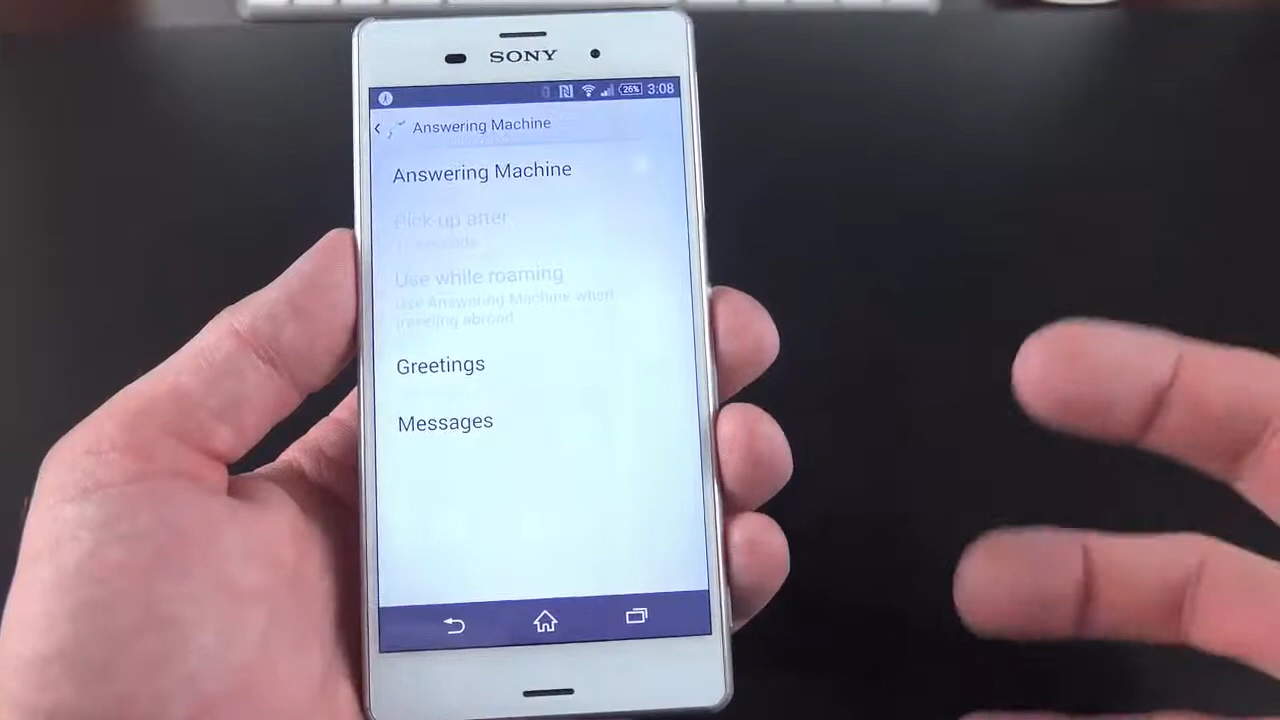 SONY
26% 3:08
Answering Machine
Answering Machine
Pick up after
Use while roaming
Use Answering Machine when
traveling abroad
Greetings
Messages